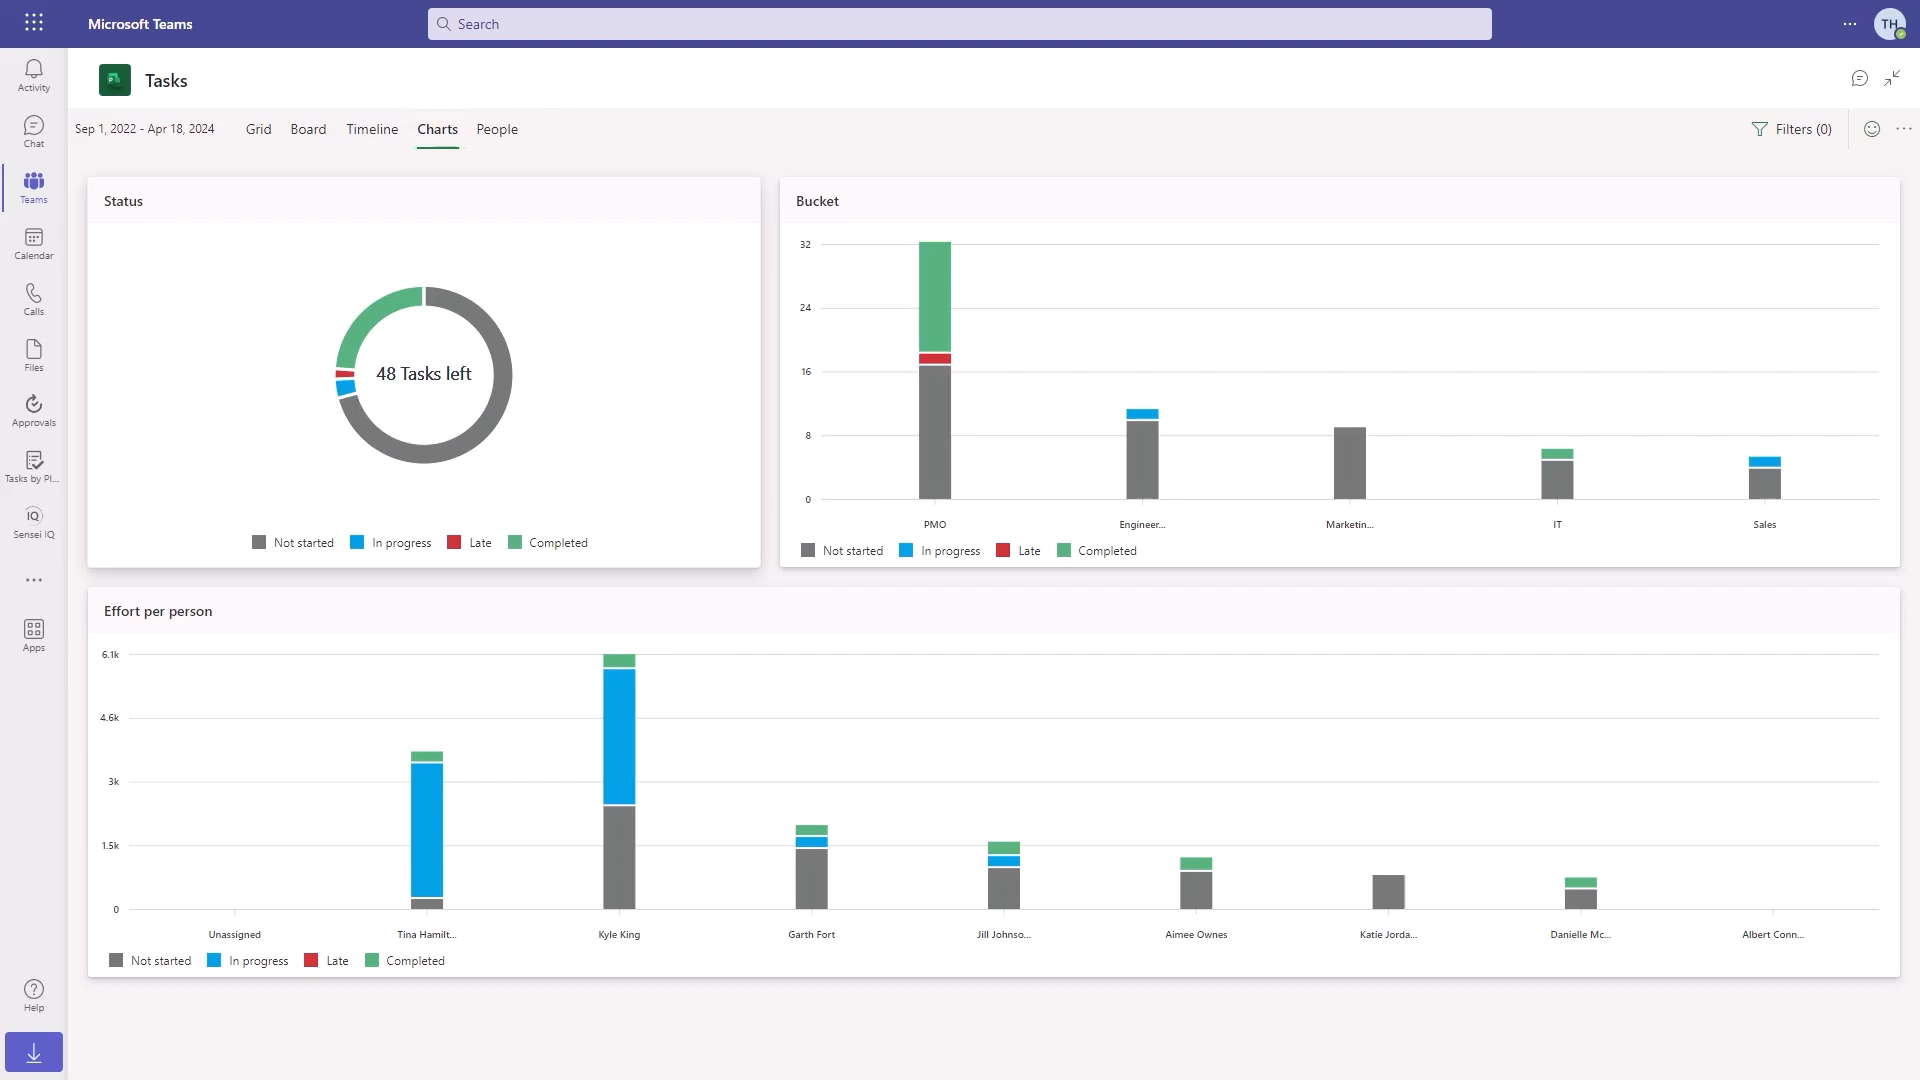 Microsoft Teams
Search
TH
Activity
Chat
Teams
Calendar
Calls
Files
Approvals
Tasks by Pl...
IQ
Sensei IQ
Apps
Help
Tasks
Sep 1, 2022 - Apr 18, 2024
Grid
Board
Timeline
Charts
People
Filters (0)
Status
48 Tasks left
Not started
In progress
Late
Completed
Bucket
32
24
16
8
0
PMO
Engineer...
Marketin...
IT
Sales
Not started
In progress
Late
Completed
Effort per person
6.1k
4.6k
3k
1.5k
0
Unassigned
Tina Hamilt...
Kyle King
Garth Fort
Jill Johnso...
Aimee Ownes
Katie Jorda...
Danielle Mc...
Albert Conn...
Not started
In progress
Late
Completed